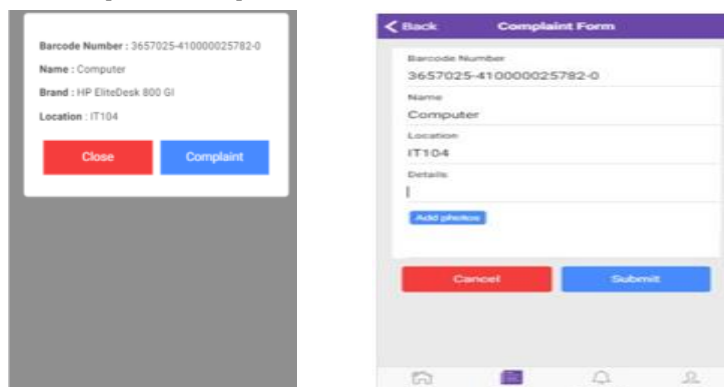 Barcode Number : 3657025-410000025782-0
Name : Computer
Brand : HP EliteDesk 800 GI
Location : IT104
Close
Complaint
Back
Complaint Form
Barcode Number
3657025-410000025782-0
Name
Computer
Location
IT104
Details
Add photos
Cancel
Submit